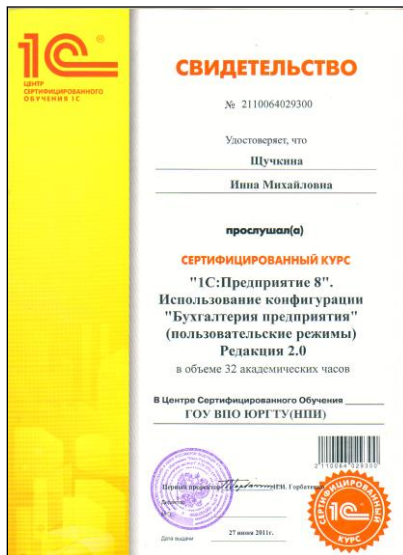 1С®
ЦЕНТР
СЕРТИФИЦИРОВАННОГО
ОБУЧЕНИЯ 1С
СВИДЕТЕЛЬСТВО
№ 2110064029300
Удостоверяет, что
Щучкина
Инна Михайловна
прослушал(а)
СЕРТИФИЦИРОВАННЫЙ КУРС
"1С:Предприятие 8".
Использование конфигурации
"Бухгалтерия предприятия"
(пользовательские режимы)
Редакция 2.0
в объеме 32 академических часов
В Центре Сертифицированного Обучения
ГОУ ВПО ЮРГТУ(НПИ)
2110064029300
Первый проректор
Дата выдачи
27 июня 2011г.
СЕРТИФИЦИРОВАННЫЙ
1С
КУРС